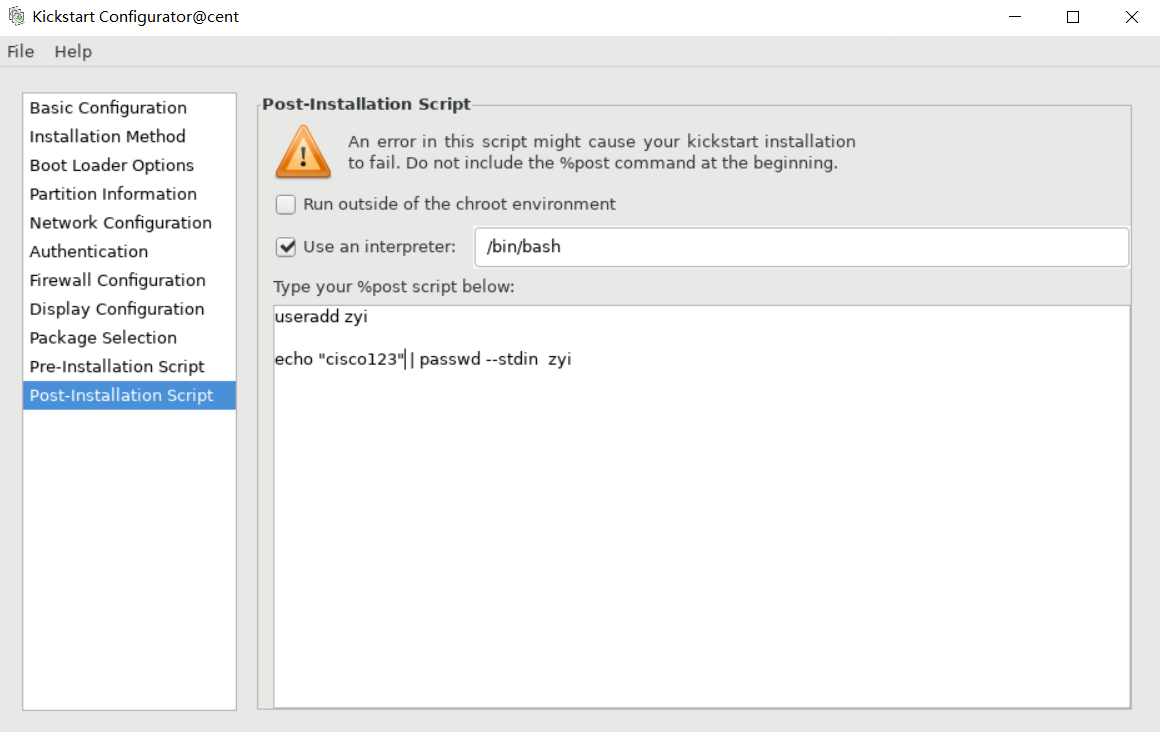 Kickstart Configurator@cent
File Help
Basic Configuration
Installation Method
Boot Loader Options
Partition Information
Network Configuration
Authentication
Firewall Configuration
Display Configuration
Package Selection
Pre-Installation Script
Post-Installation Script
Post-Installation Script
An error in this script might cause your kickstart installation
to fail. Do not include the %post command at the beginning.
Run outside of the chroot environment
Use an interpreter: /bin/bash
Type your %post script below:
useradd zyi
echo "cisco123" | passwd --stdin  zyi